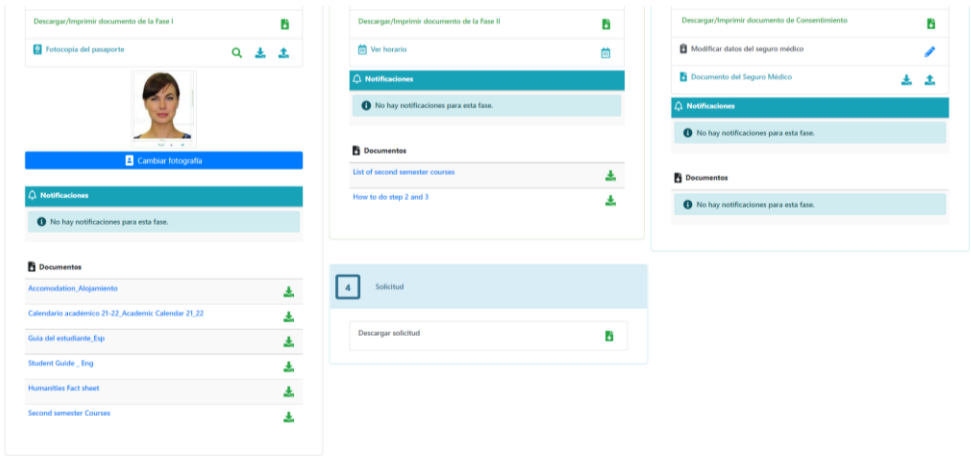 Descargar/Imprimir documento de la Fase I
Fotocopia del pasaporte
Cambiar fotografía
Notificaciones
No hay notificaciones para esta fase.
Documentos
Accomodation_Alojamiento
Calendario académico 21-22_Academic Calendar 21_22
Guia del estudiante_Esp
Student Guide _ Eng
Humanities Fact sheet
Second semester Courses
Descargar/Imprimir documento de la Fase II
Ver horario
Notificaciones
No hay notificaciones para esta fase.
Documentos
List of second semester courses
How to do step 2 and 3
4 Solicitud
Descargar solicitud
Descargar/Imprimir documento de Consentimiento
Modificar datos del seguro médico
Documento del Seguro Médico
Notificaciones
No hay notificaciones para esta fase.
Documentos
No hay notificaciones para esta fase.